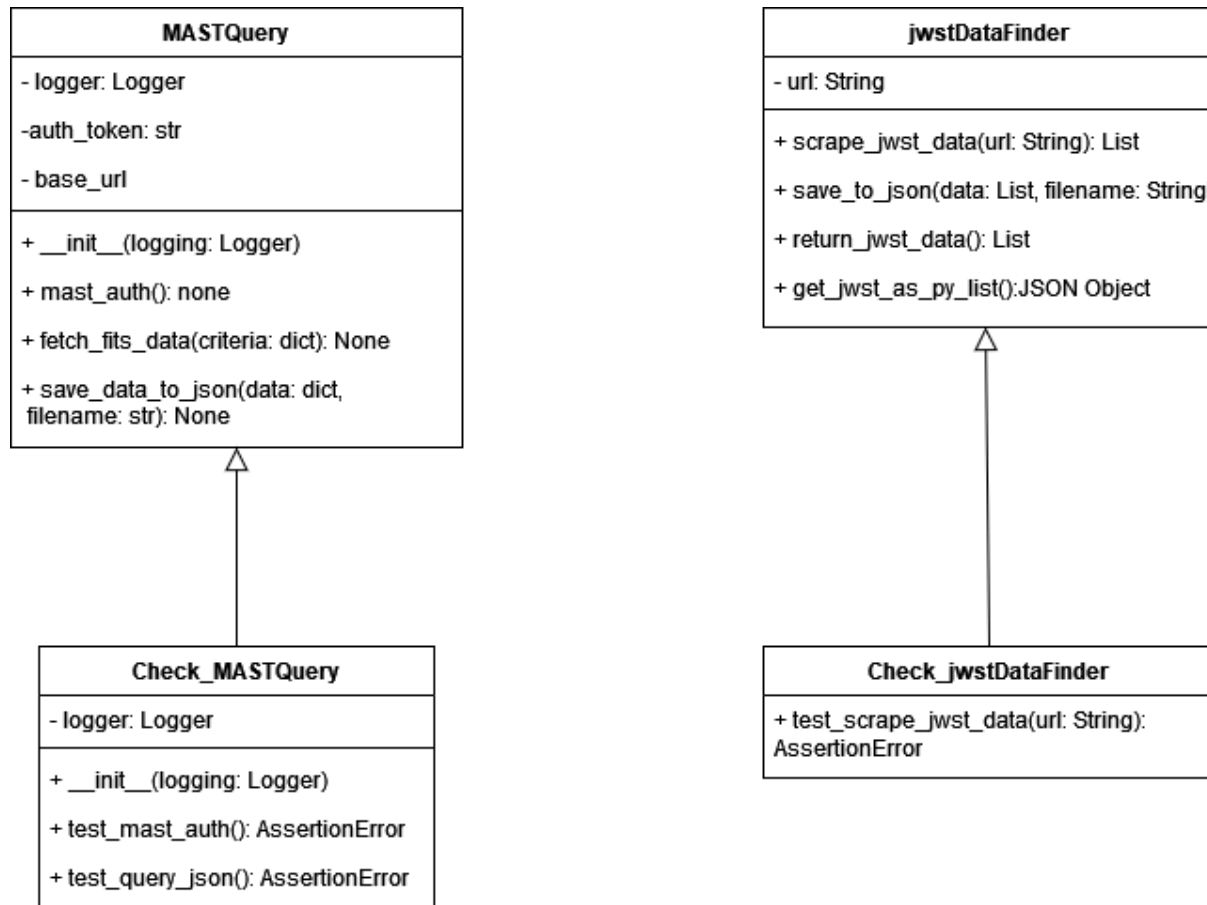 MASTQuery
- logger: Logger
-auth_token: str
- base_url
+ __init__(logging: Logger)
+ mast_auth(): none
+ fetch_fits_data(criteria: dict): None
+ save_data_to_json(data: dict,
filename: str): None
jwstDataFinder
- url: String
+ scrape_jwst_data(url: String): List
+ save_to_json(data: List, filename: String
+ return_jwst_data(): List
+ get_jwst_as_py_list():JSON Object
Check_MASTQuery
- logger: Logger
+ __init__(logging: Logger)
+ test_mast_auth(): AssertionError
+ test_query_json(): AssertionError
Check_jwstDataFinder
+ test_scrape_jwst_data(url: String):
AssertionError